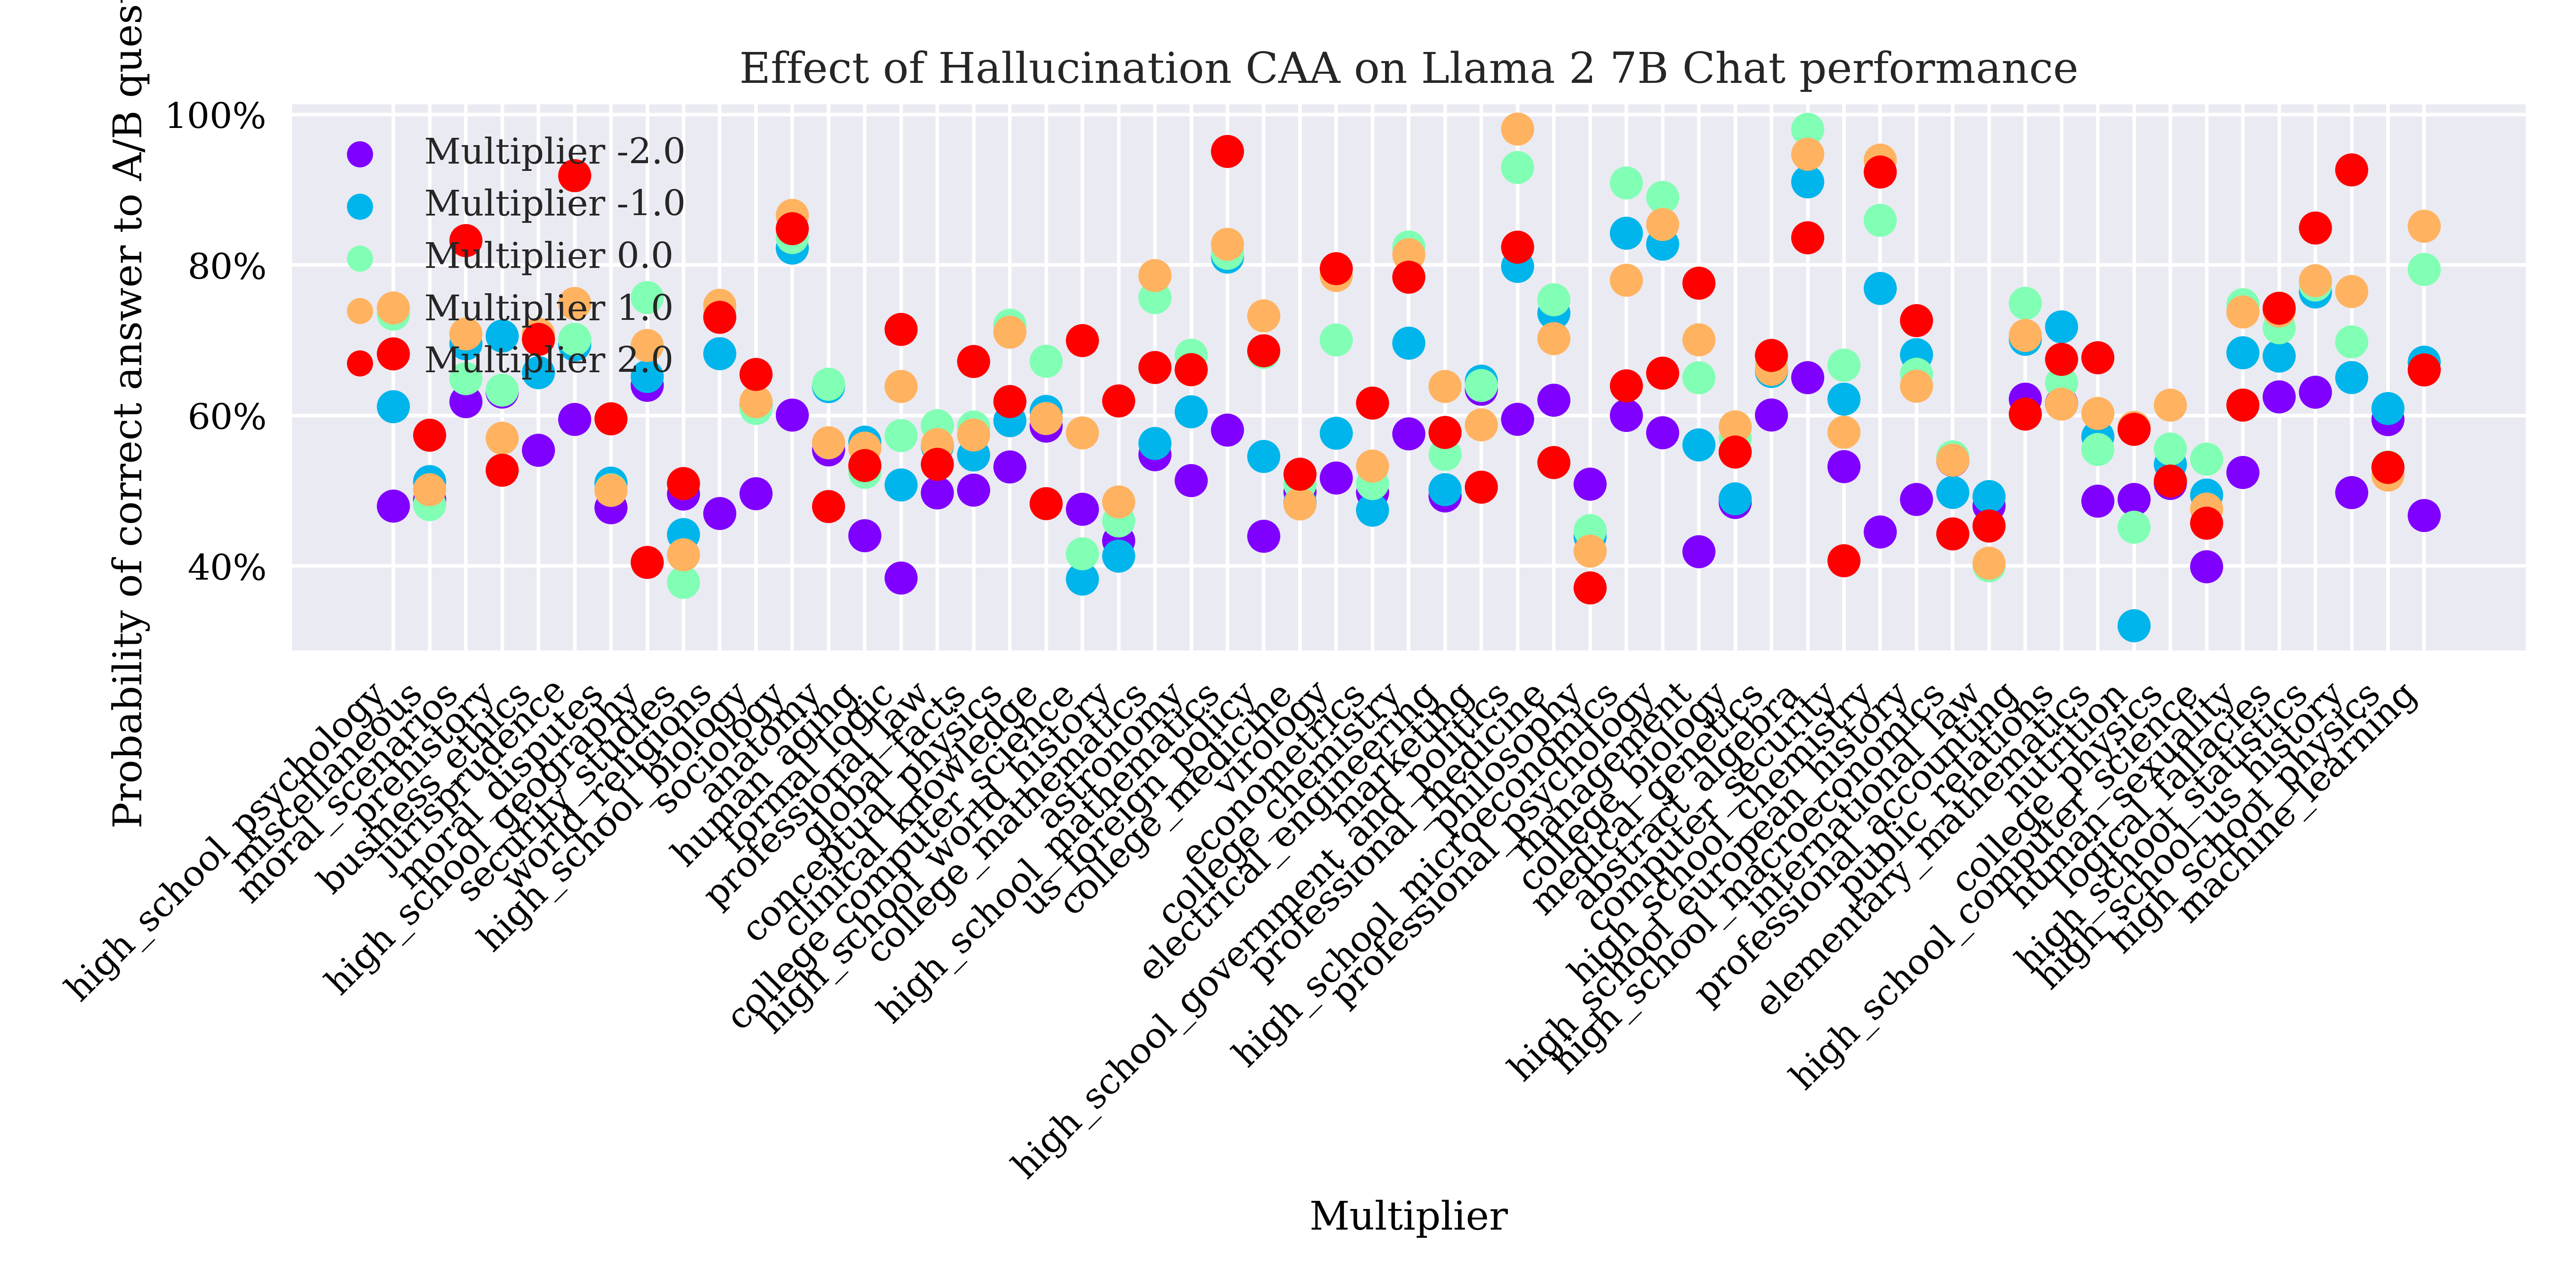 Effect of Hallucination CAA on Llama 2 7B Chat performance
Probability of correct answer to A/B ques
100%
80%
60%
40%
Multiplier -2.0
Multiplier -1.0
Multiplier 0.0
Multiplier 1.0
Multiplier 2.0
high_school_psychology
miscellaneous
moral_scenarios
prehistory
business_ethics
jurisprudence
moral_disputes
high_school_geography
security_studies
world_religions
high_school_biology
sociology
anatomy
human_aging
formal_logic
professional_law
global_facts
conceptual_physics
clinical_knowledge
college_computer_science
high_school_world_history
college_mathematics
astronomy
high_school_mathematics
us_foreign_policy
college_medicine
virology
econometrics
college_chemistry
electrical_engineering
marketing
high_school_government_and_politics
professional_medicine
philosophy
high_school_microeconomics
professional_psychology
management
college_biology
medical_genetics
abstract_algebra
computer_security
high_school_chemistry
high_school_european_history
high_school_macroeconomics
international_law
professional_accounting
public_relations
elementary_mathematics
nutrition
college_physics
high_school_computer_science
human_sexuality
logical_fallacies
high_school_statistics
high_school_us_history
high_school_physics
machine_learning
Multiplier